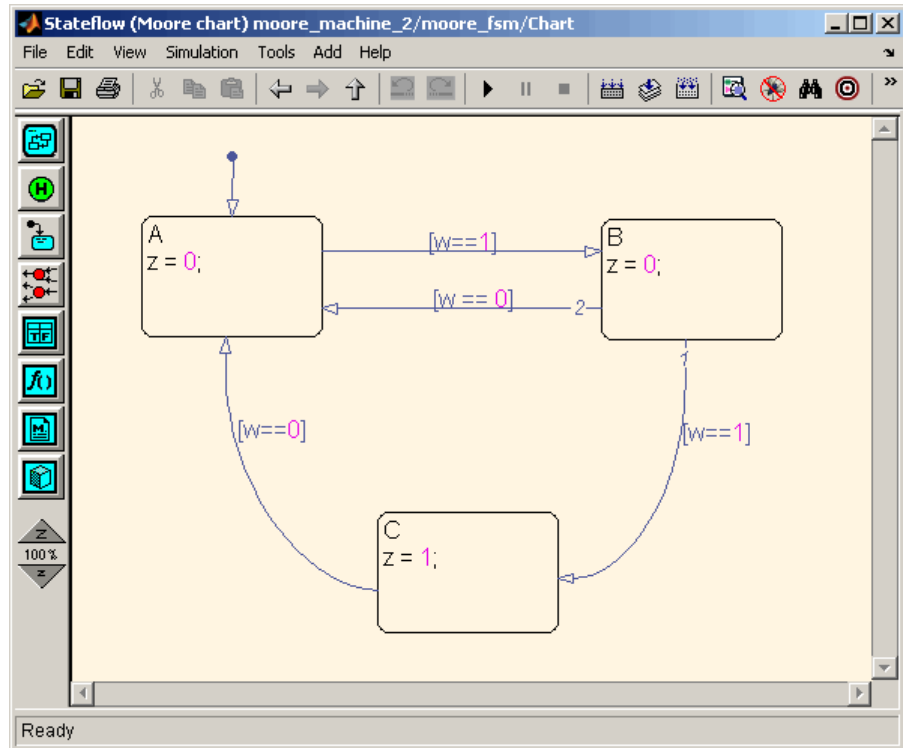 Stateflow (Moore chart) moore_machine_2/moore_fsm/Chart
File Edit View Simulation Tools Add Help
»
H
A
z = 0;
[w==1]
B
z = 0;
[w == 0]
2
TF
f()
1
M
[w==0]
[w==1]
C
z = 1;
Z
100%
Z
Ready